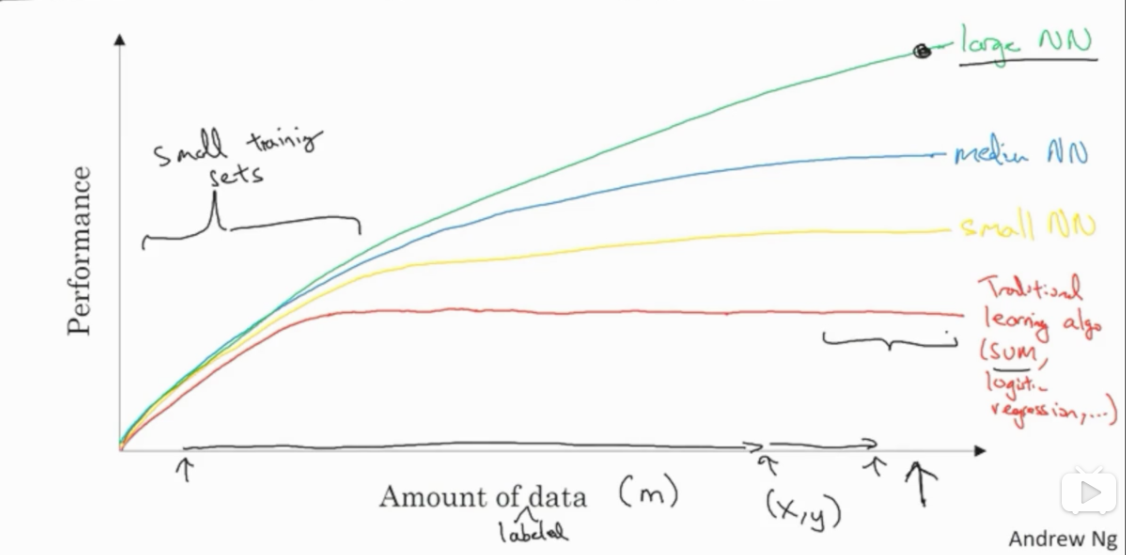 large NN
small training
sets
medium NN
small NN
Performance
Traditional
learning algo
(SVM,
logistic
regression,...)
Amount of data (m)
labeled
(x,y)
Andrew Ng